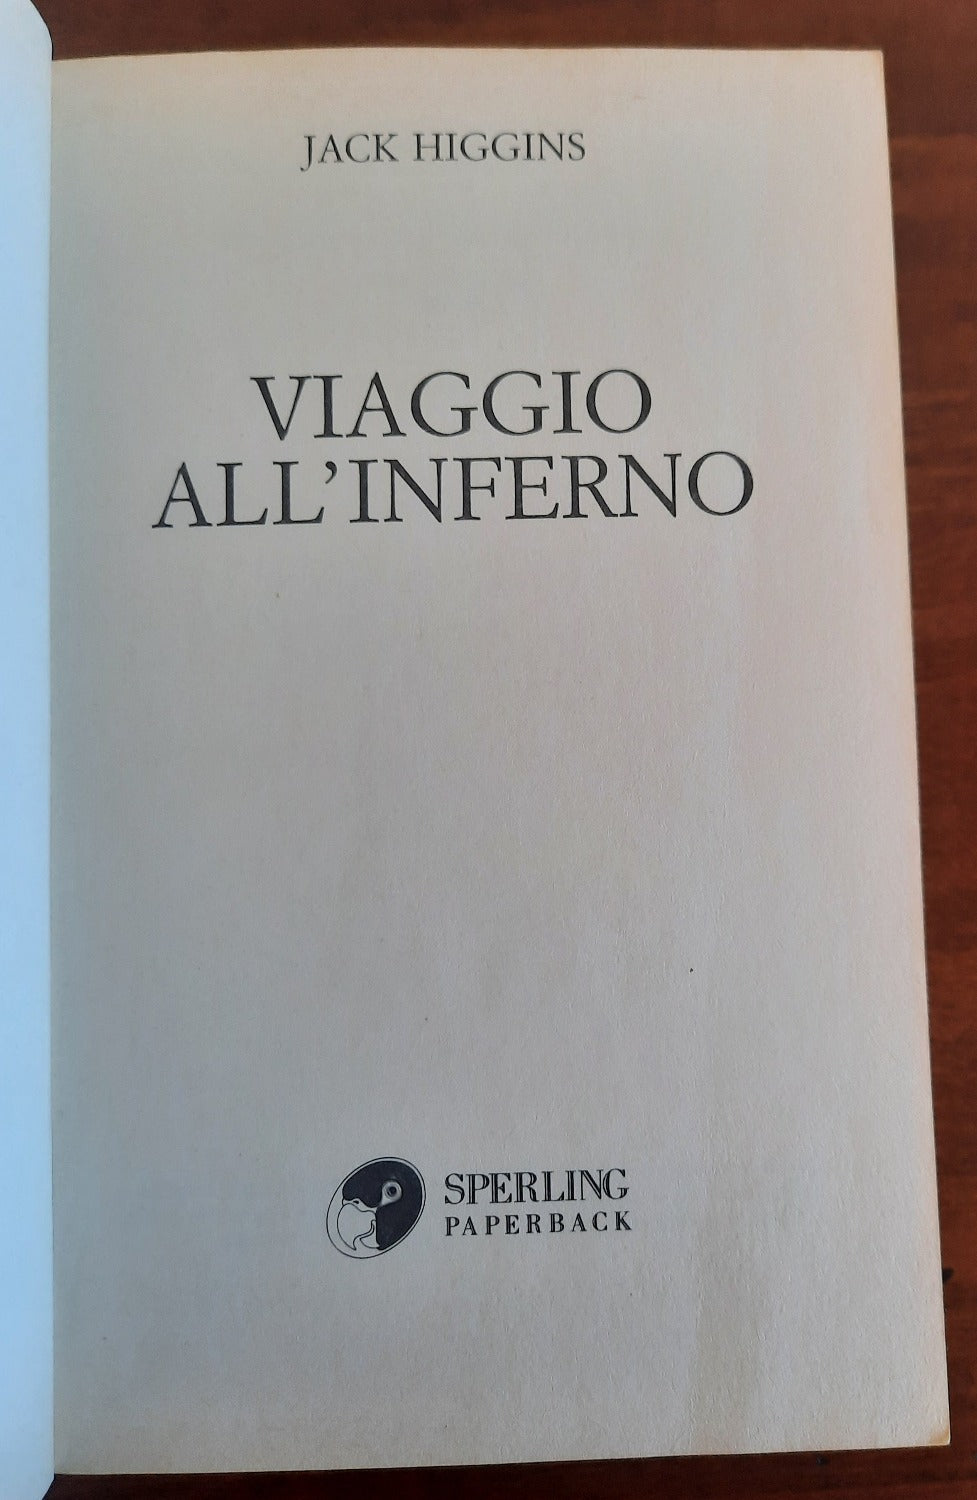 JACK HIGGINS
VIAGGIO
ALL'INFERNO
SPERLING
PAPERBACK